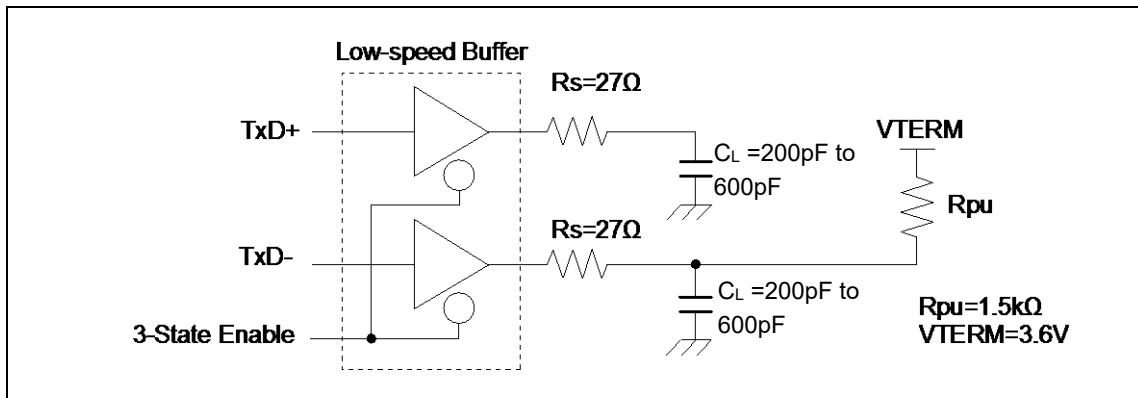 Low-speed Buffer
Rs=27Ω
TxD+
VTERM
CL =200pF to
600pF
Rpu
Rs=27Ω
TxD-
CL =200pF to
600pF
3-State Enable
Rpu=1.5kΩ
VTERM=3.6V